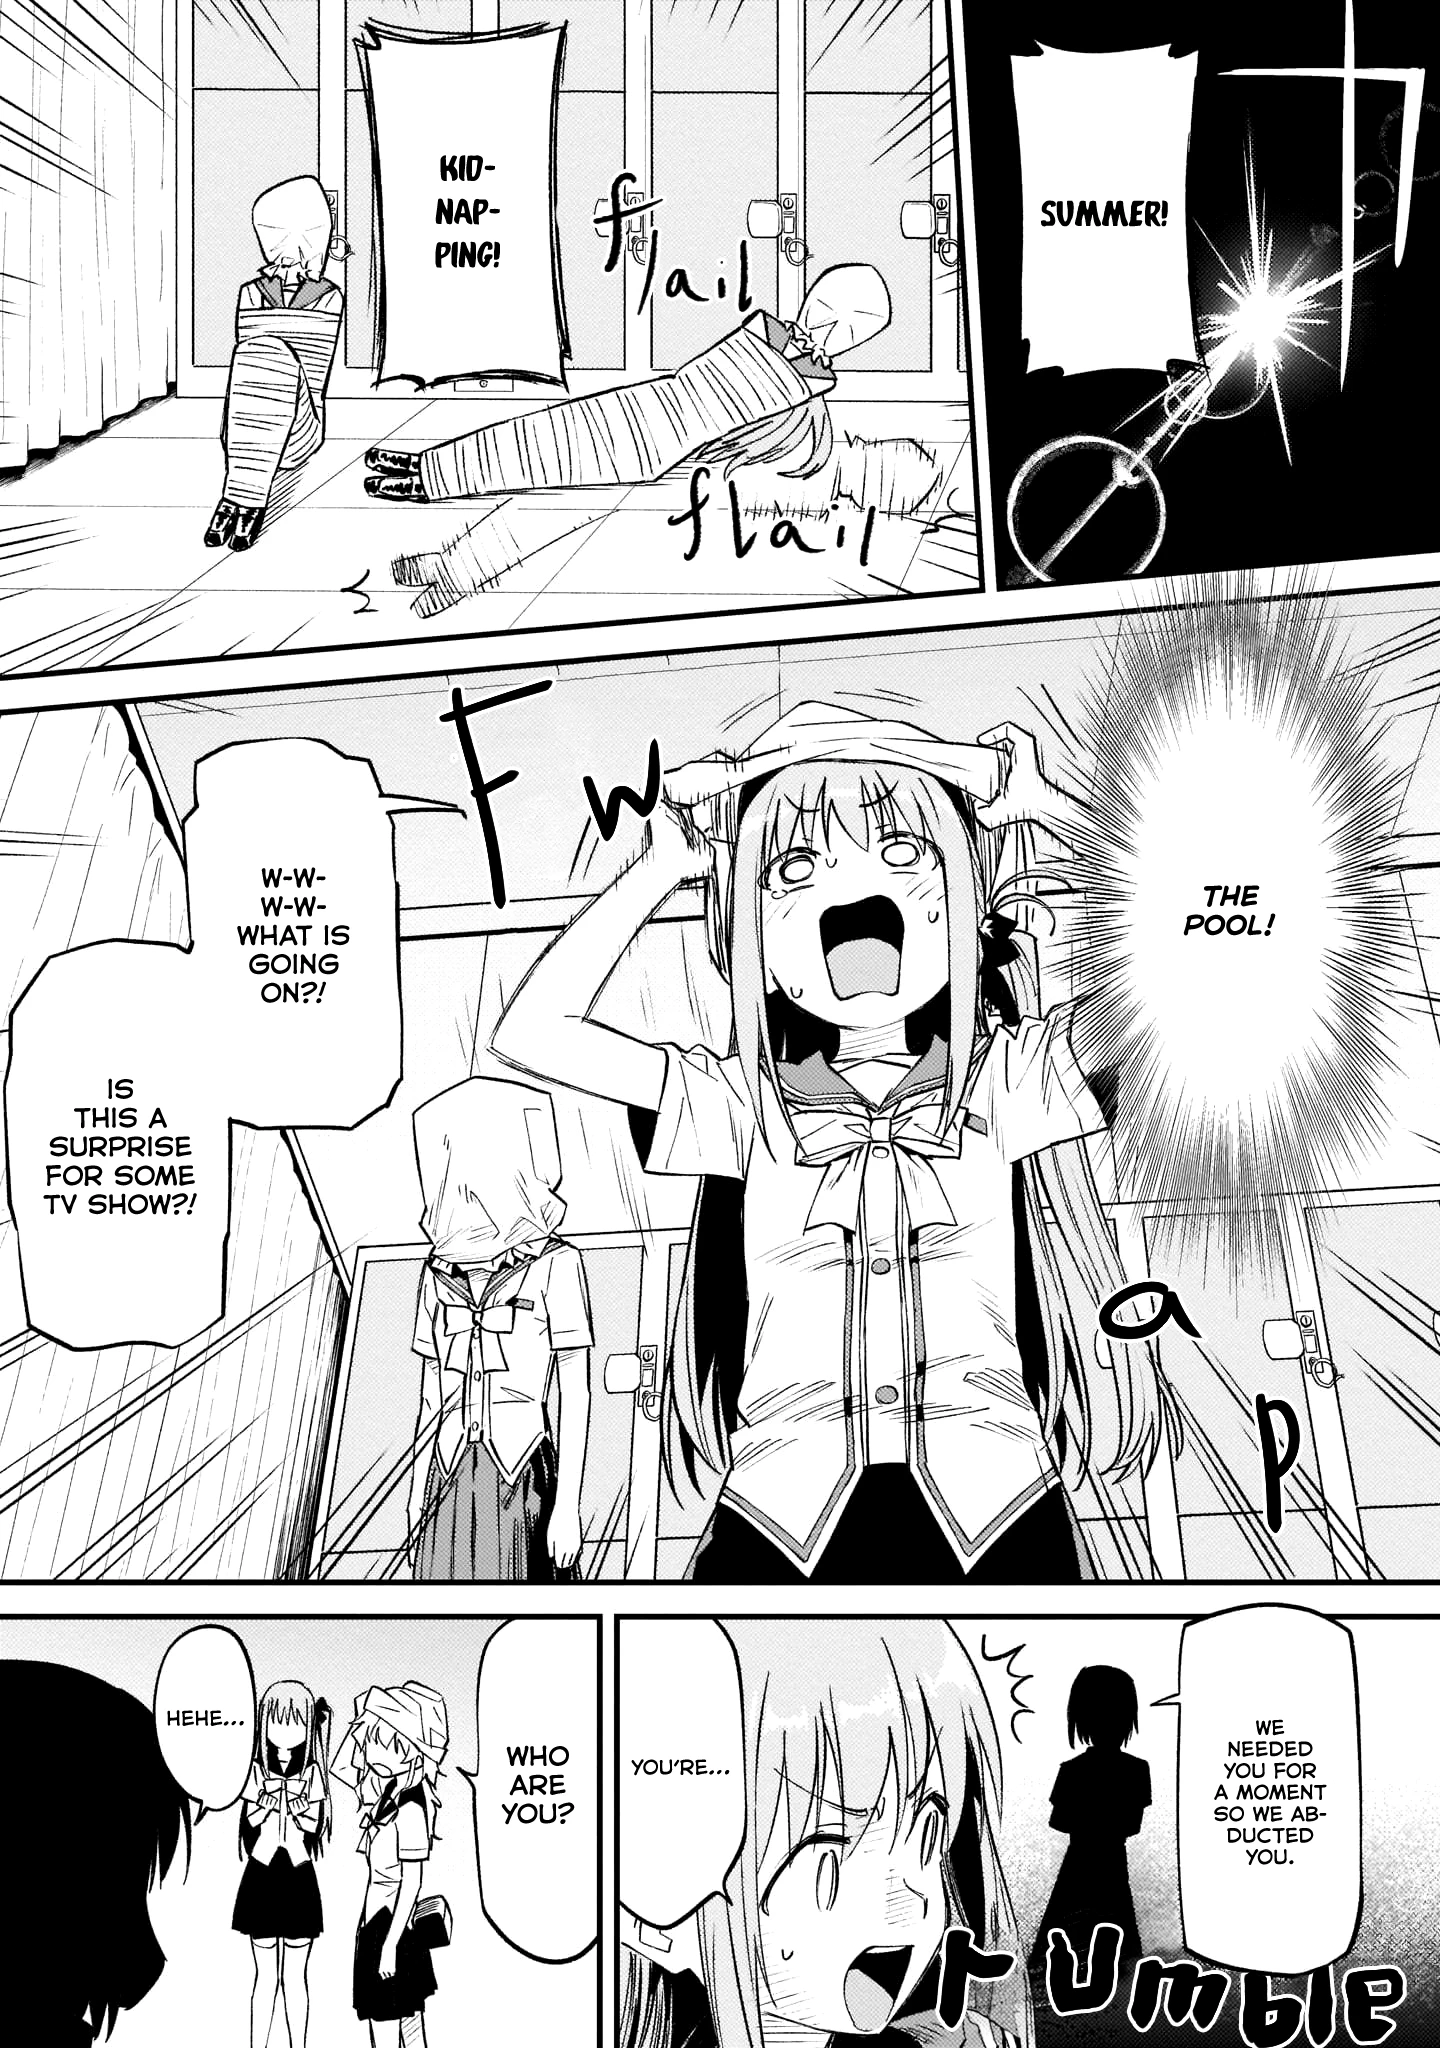 SUMMER!
KID-
NAP-
PING!
flail
flail
THE
POOL!
Fwap
W-W-
W-W-
WHAT IS
GOING
ON?!
IS
THIS A
SURPRISE
FOR SOME
TV SHOW?!
WE
NEEDED
YOU FOR
A MOMENT
SO WE AB-
DUCTED
YOU.
rumble
YOU'RE...
WHO
ARE
YOU?
HEHE...